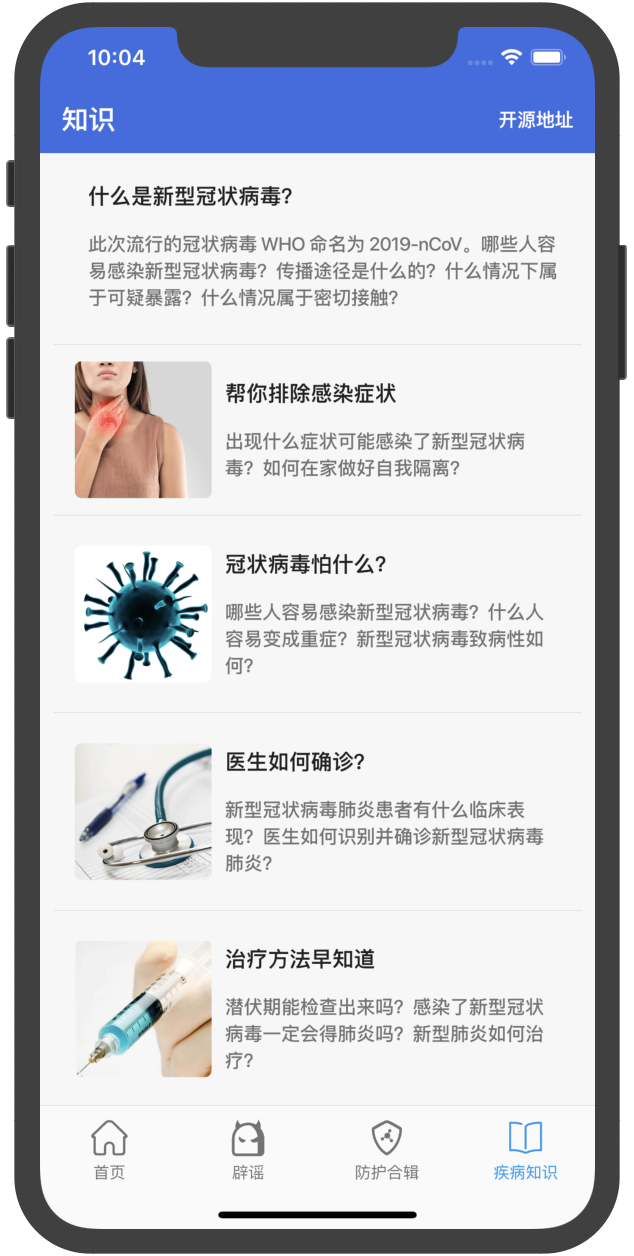 10:04
知识
开源地址
什么是新型冠状病毒？
此次流行的冠状病毒 WHO 命名为 2019-nCoV。哪些人容
易感染新型冠状病毒？传播途径是什么的？什么情况下属
于可疑暴露？什么情况属于密切接触？
帮你排除感染症状
出现什么症状可能感染了新型冠状病
毒？如何在家做好自我隔离？
冠状病毒怕什么？
哪些人容易感染新型冠状病毒？什么人
容易变成重症？新型冠状病毒致病性如
何？
医生如何确诊？
新型冠状病毒肺炎患者有什么临床表
现？医生如何识别并确诊新型冠状病毒
肺炎？
治疗方法早知道
潜伏期能检查出来吗？感染了新型冠状
病毒一定会得肺炎吗？新型肺炎如何治
疗？
首页
辟谣
防护合辑
疾病知识